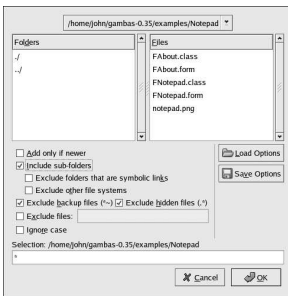 /home/john/gambas-0.35/examples/Notepad
Folders
Files
./
../
FAbout.class
FAbout.form
FNotepad.class
FNotepad.form
notepad.png
Add only if newer
Include sub-folders
Exclude folders that are symbolic links
Exclude other file systems
Exclude backup files (*~)
Exclude hidden files (.*)
Exclude files:
Ignore case
Load Options
Save Options
Selection: /home/john/gambas-0.35/examples/Notepad
*
Cancel
OK